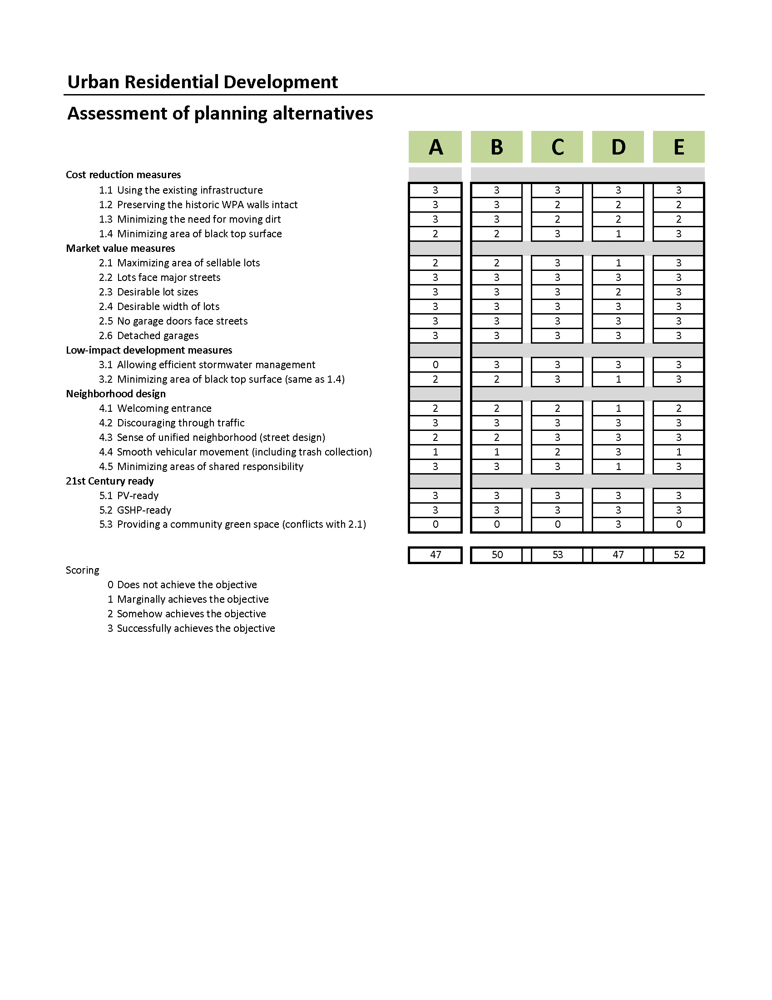 Urban Residential Development
Assessment of planning alternatives
A B C D E
Cost reduction measures
1.1 Using the existing infrastructure 3 3 3 3 3
1.2 Preserving the historic WPA walls intact 3 3 2 2 2
1.3 Minimizing the need for moving dirt 3 3 2 2 2
1.4 Minimizing area of black top surface 2 2 3 1 3
Market value measures
2.1 Maximizing area of sellable lots 2 2 3 1 3
2.2 Lots face major streets 3 3 3 3 3
2.3 Desirable lot sizes 3 3 3 2 3
2.4 Desirable width of lots 3 3 3 3 3
2.5 No garage doors face streets 3 3 3 3 3
2.6 Detached garages 3 3 3 3 3
Low-impact development measures
3.1 Allowing efficient stormwater management 0 3 3 3 3
3.2 Minimizing area of black top surface (same as 1.4) 2 2 3 1 3
Neighborhood design
4.1 Welcoming entrance 2 2 2 1 2
4.2 Discouraging through traffic 3 3 3 3 3
4.3 Sense of unified neighborhood (street design) 2 2 3 3 3
4.4 Smooth vehicular movement (including trash collection) 1 1 2 3 1
4.5 Minimizing areas of shared responsibility 3 3 3 1 3
21st Century ready
5.1 PV-ready 3 3 3 3 3
5.2 GSHP-ready 3 3 3 3 3
5.3 Providing a community green space (conflicts with 2.1) 0 0 0 3 0
47 50 53 47 52
Scoring
0 Does not achieve the objective
1 Marginally achieves the objective
2 Somehow achieves the objective
3 Successfully achieves the objective